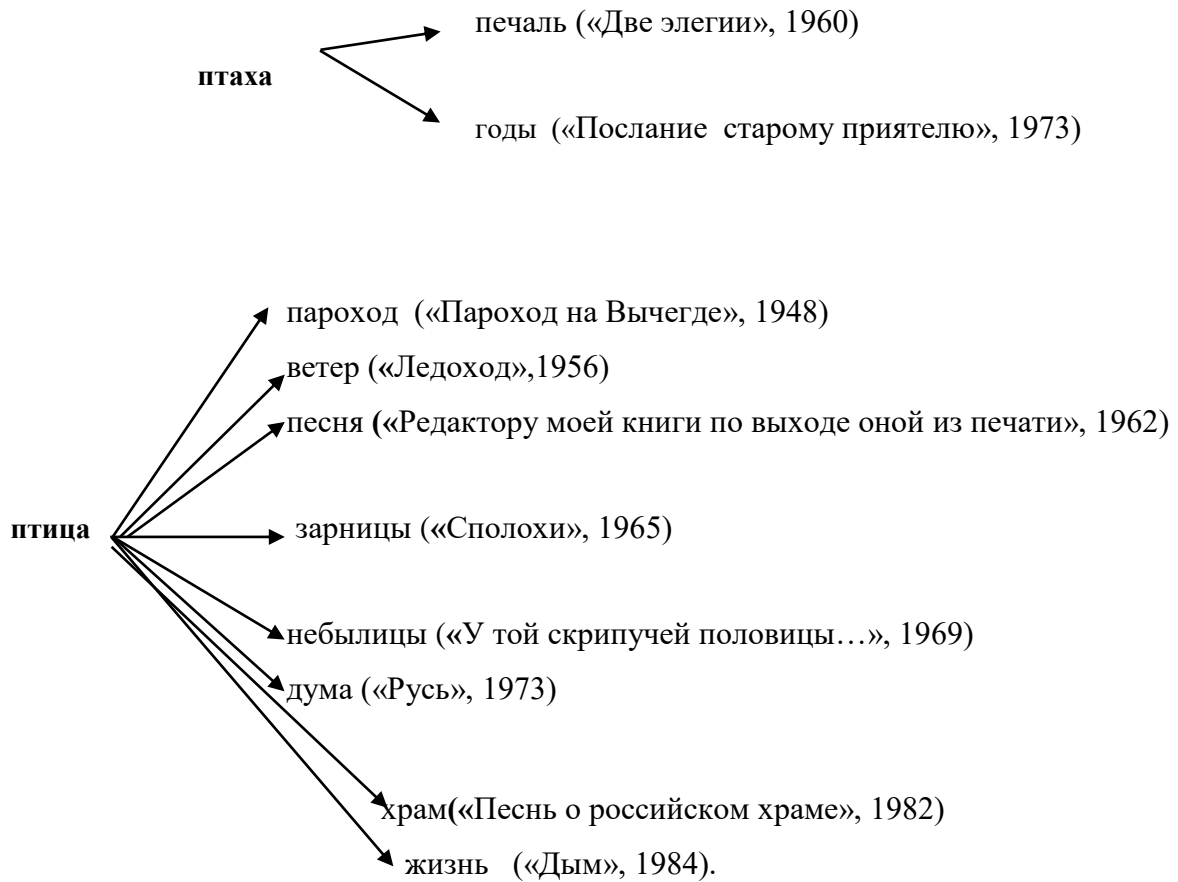 печаль («Две элегии», 1960)
птаха
годы («Послание старому приятелю», 1973)
пароход («Пароход на Вычегде», 1948)
ветер («Ледоход»,1956)
песня («Редактору моей книги по выходе оной из печати», 1962)
птица зарницы («Сполохи», 1965)
небылицы («У той скрипучей половицы…», 1969)
дума («Русь», 1973)
храм(«Песнь о российском храме», 1982)
жизнь («Дым», 1984).